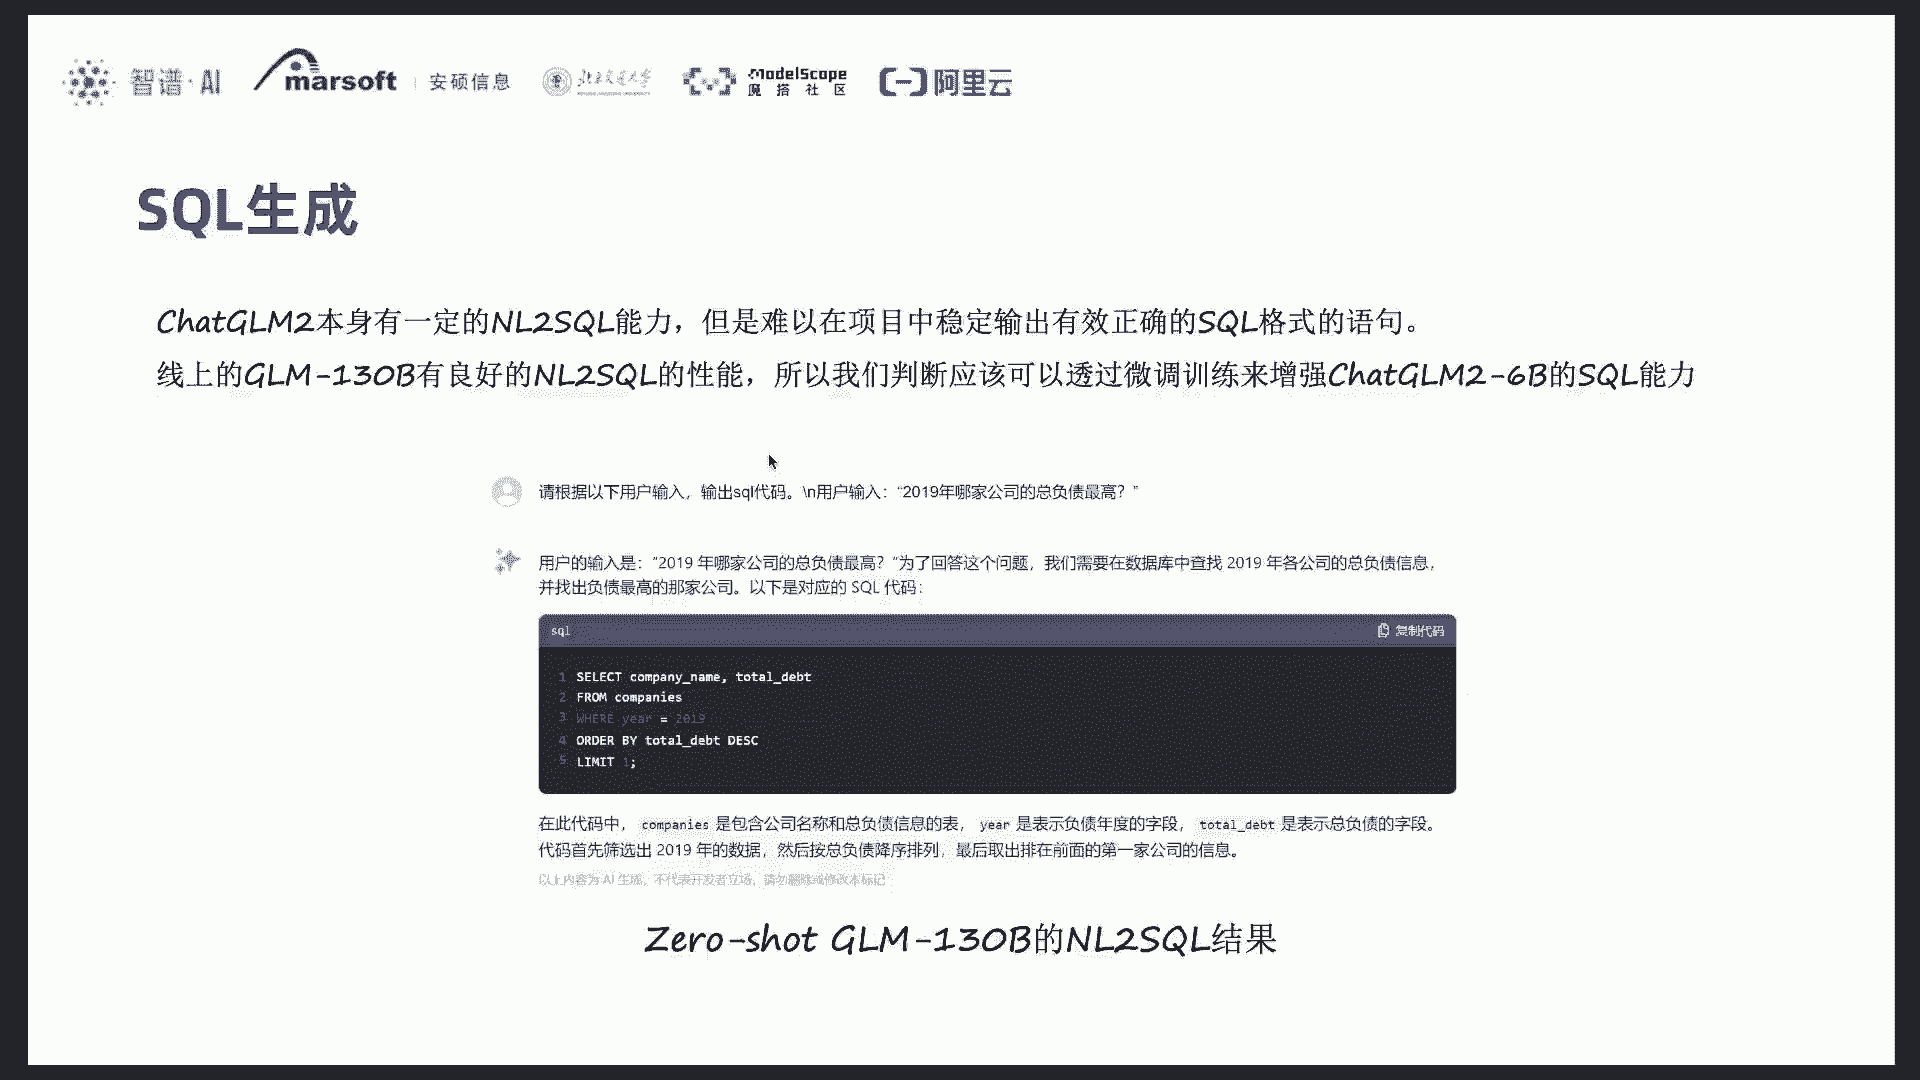 智谱·AI marsoft 安硕信息 ModelScope 魔搭社区 阿里云
SQL生成
ChatGLM2本身有一定的NL2SQL能力，但是难以在项目中稳定输出有效正确的SQL格式的语句。
线上的GLM-130B有良好的NL2SQL的性能，所以我们判断应该可以透过微调训练来增强ChatGLM2-6B的SQL能力
请根据以下用户输入，输出sql代码。\n用户输入：“2019年哪家公司的总负债最高？”
用户的输入是：“2019 年哪家公司的总负债最高？“为了回答这个问题，我们需要在数据库中查找 2019 年各公司的总负债信息，
并找出负债最高的那家公司。以下是对应的 SQL 代码：
sql 复制代码
1 SELECT company_name, total_debt
2 FROM companies
3 WHERE year = 2019
4 ORDER BY total_debt DESC
5 LIMIT 1;
在此代码中， companies 是包含公司名称和总负债信息的表， year 是表示负债年度的字段， total_debt 是表示总负债的字段。
代码首先筛选出 2019 年的数据，然后按总负债降序排列，最后取出排在前面的第一家公司的信息。
以上内容为 AI 生成，不代表开发者立场，请勿删除或修改本标记
Zero-shot GLM-130B的NL2SQL结果